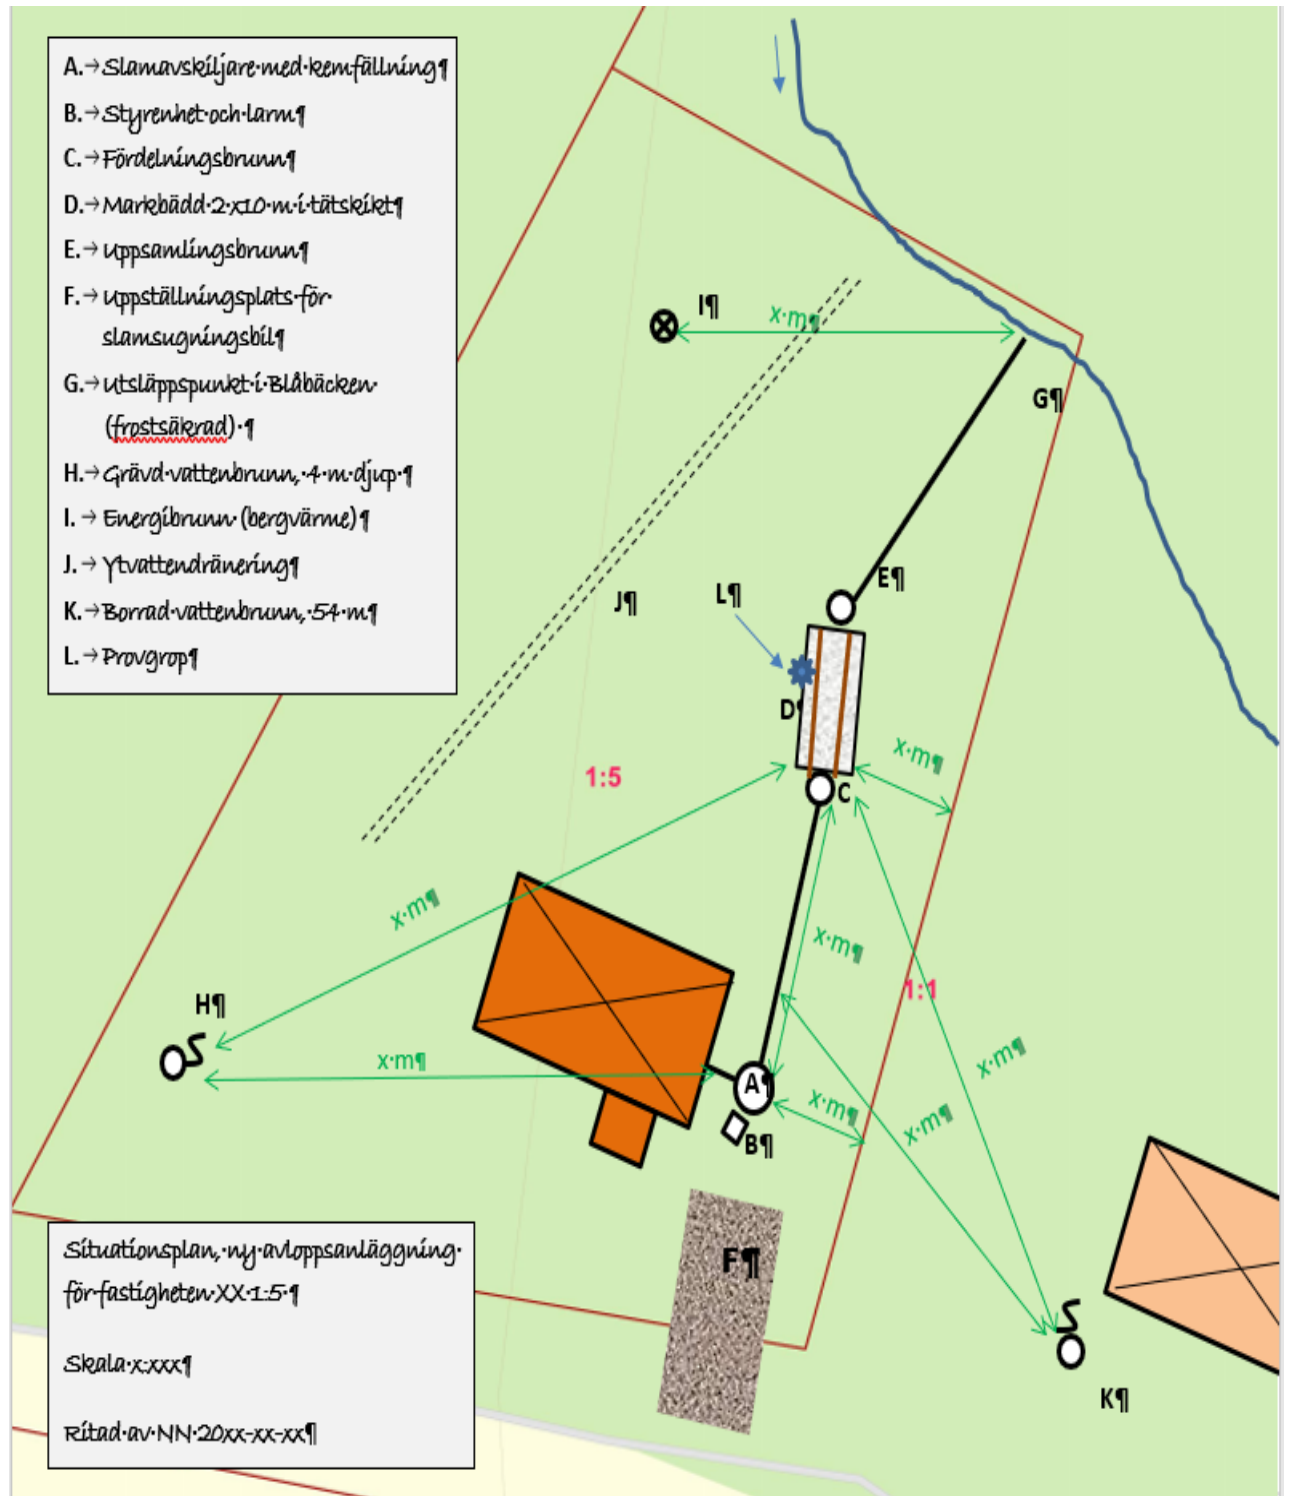 A.→Slamavskiljare·med·kemfällning¶
B.→Styrenhet·och·larm¶
C.→Fördelningsbrunn¶
D.→Markbädd·2·x10·m·i·tätskikt¶
E.→Uppsamlingsbrunn¶
F.→Uppställningsplats·för·
slamsugningsbil¶
G.→Utsläppspunkt·i·Blåbäcken·
(frostsäkrad)·¶
H.→Grävd·vattenbrunn,·4·m·djup·¶
I.→Energibrunn·(bergvärme)¶
J.→Ytvattendränering¶
K.→Borrad·vattenbrunn,·54·m¶
L.→Provgrop¶
I¶
x·m¶
G¶
E¶
L¶
J¶
D¶
x·m¶
1:5
C
x·m¶
x·m¶
1:1
H¶
x·m¶
x·m¶
A¶
x·m¶
x·m¶
B¶
F¶
K¶
Situationsplan,·ny·avloppsanläggning·
för·fastigheten·XX·1:5·¶
Skala·x:xxx¶
Ritad·av·NN·20xx-xx-xx¶